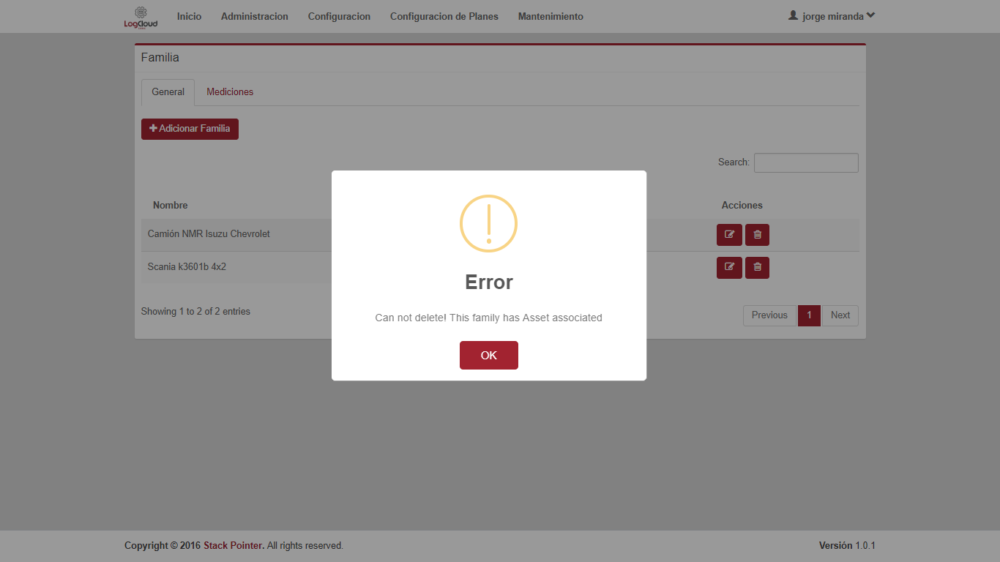 LogCloud
Inicio Administracion Configuracion Configuracion de Planes Mantenimiento jorge miranda
Familia
General Mediciones
Adicionar Familia
Search:
Nombre Acciones
Camión NMR Isuzu Chevrolet
Scania k3601b 4x2
Showing 1 to 2 of 2 entries
Previous 1 Next
Error
Can not delete! This family has Asset associated
OK
Copyright © 2016 Stack Pointer. All rights reserved. Versión 1.0.1